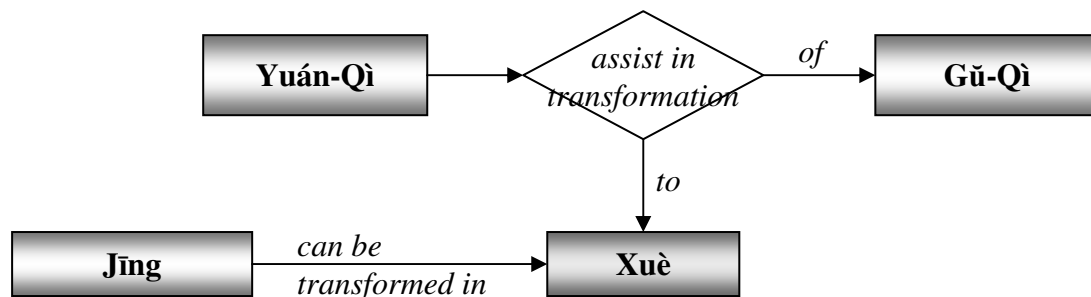 Yuán-Qì
assist in
transformation
of
Gŭ-Qì
to
Jīng
can be
transformed in
Xuè